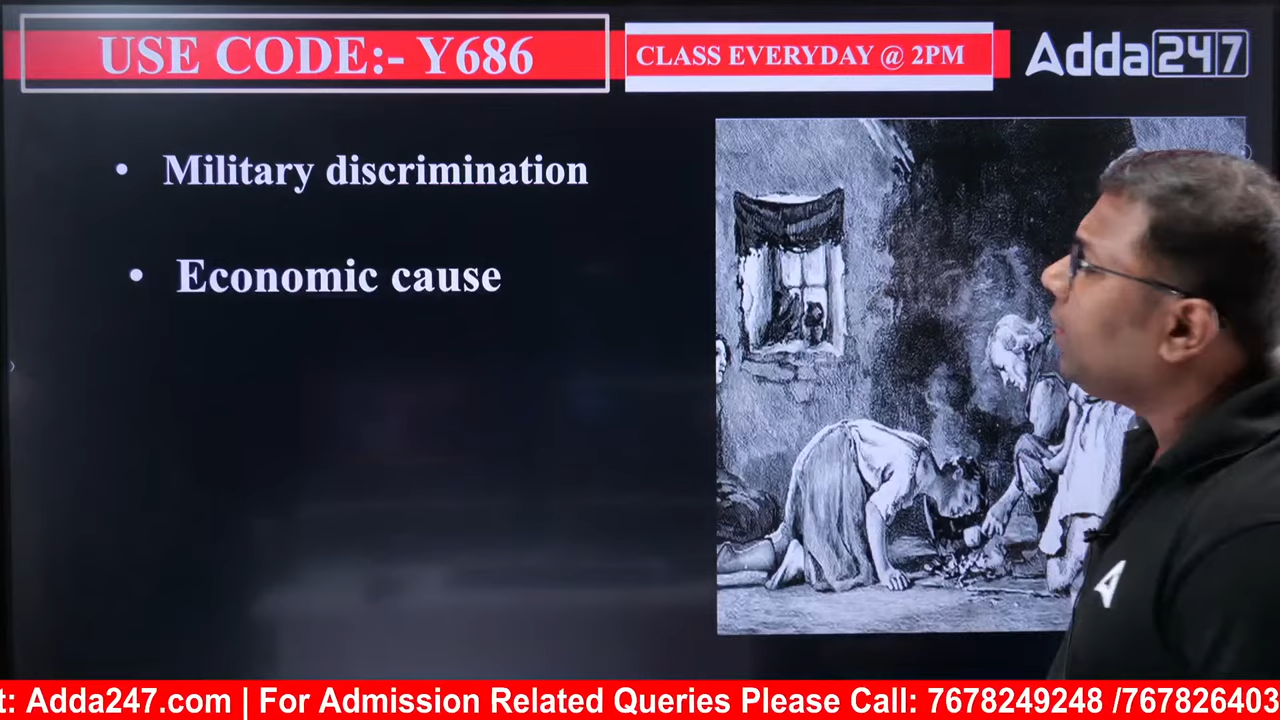 USE CODE:- Y686
CLASS EVERYDAY @ 2PM
Adda247
• Military discrimination
• Economic cause
t: Adda247.com | For Admission Related Queries Please Call: 7678249248 /767826403